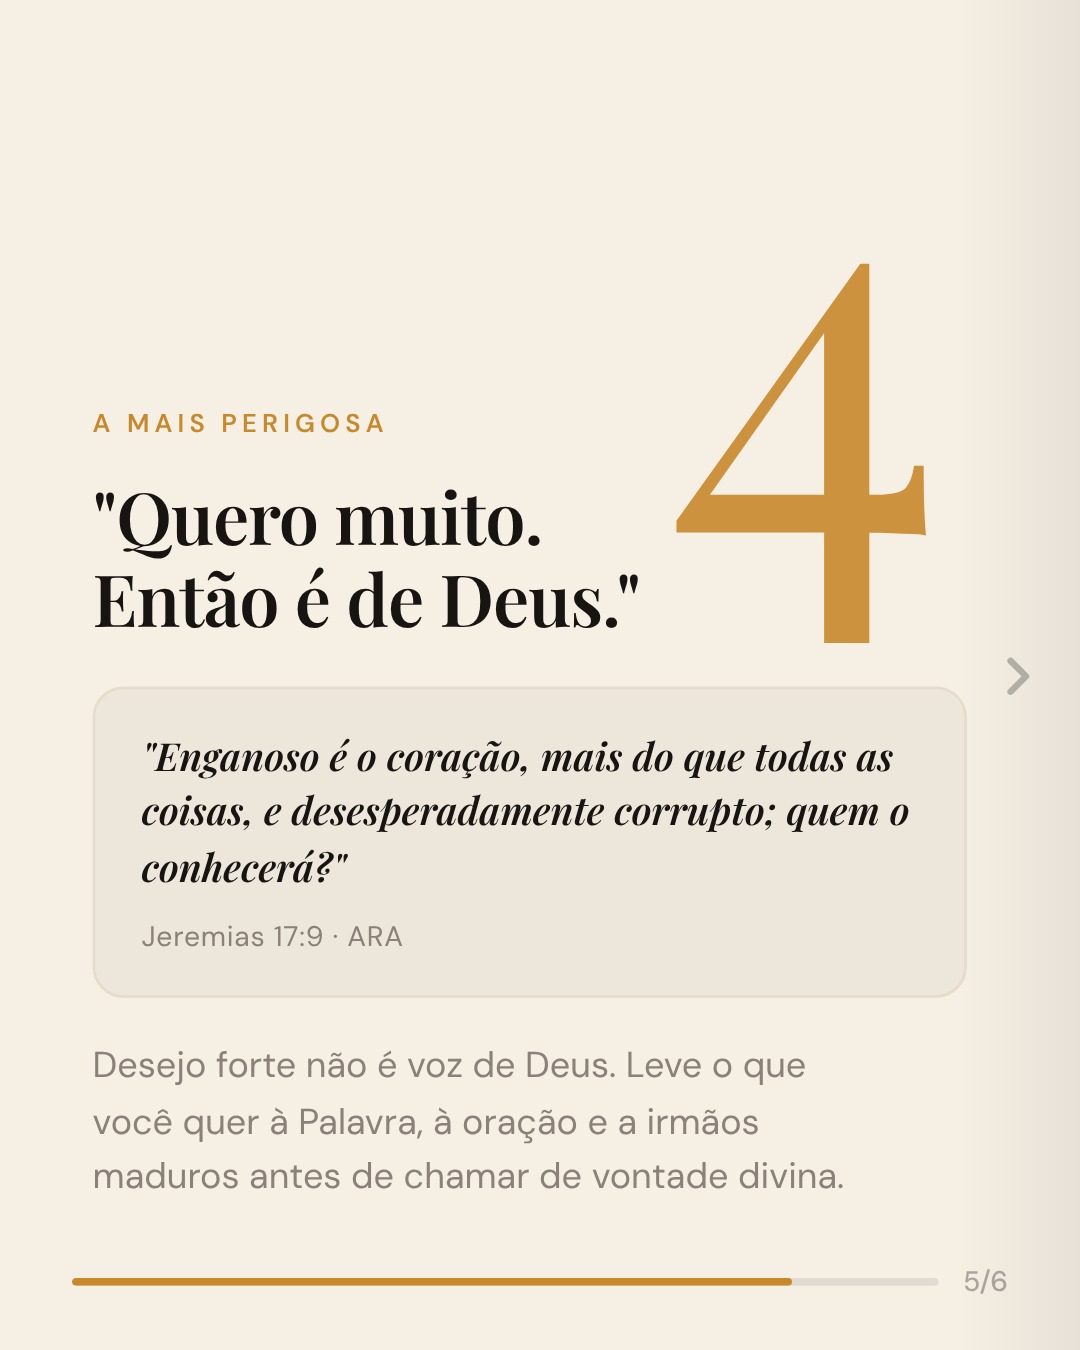 4
A MAIS PERIGOSA
"Quero muito.
Então é de Deus."
"Enganoso é o coração, mais do que todas as
coisas, e desesperadamente corrupto; quem o
conhecerá?"
Jeremias 17:9 · ARA
Desejo forte não é voz de Deus. Leve o que
você quer à Palavra, à oração e a irmãos
maduros antes de chamar de vontade divina.
5/6